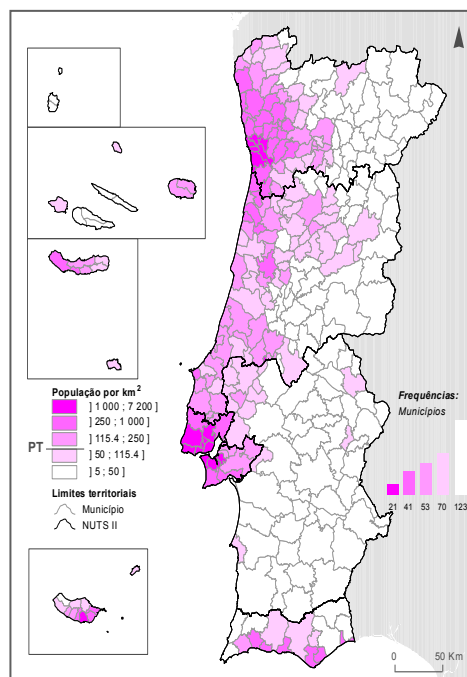 População por km²
] 1 000 ; 7 200 ]
] 250 ; 1 000 ]
] 115.4 ; 250 ]
PT
] 50 ; 115.4 ]
] 5 ; 50 ]
Limites territoriais
Município
NUTS II
Frequências:
Municípios
21 41 53 70 123
0 50 Km